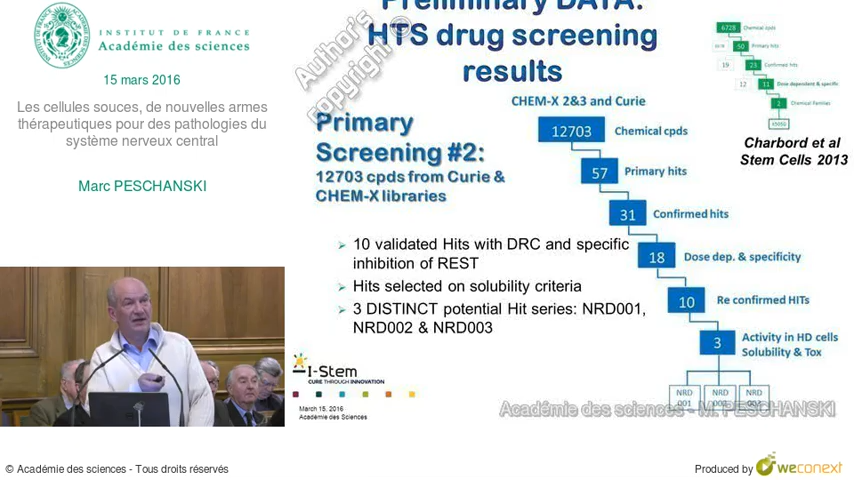 INSTITUT DE FRANCE
Académie des sciences
15 mars 2016
Les cellules souces, de nouvelles armes
thérapeutiques pour des pathologies du
système nerveux central
Marc PESCHANSKI
Preliminary DATA:
HTS drug screening
results
Author's
copyright ©
Primary
Screening #2:
12703 cpds from Curie &
CHEM-X libraries
CHEM-X 2&3 and Curie
12703 Chemical cpds
57 Primary hits
31 Confirmed hits
18 Dose dep. & specificity
10 Re confirmed HITs
3 Activity in HD cells
Solubility & Tox
NRD 001 NRD 002 NRD
6728 Chemical cpds
50 Primary hits
19 23 Confirmed hits
12 11 Dose dependent & specific
2 Chemical Families
Charbord et al
Stem Cells 2013
➢ 10 validated Hits with DRC and specific
inhibition of REST
➢ Hits selected on solubility criteria
➢ 3 DISTINCT potential Hit series: NRD001,
NRD002 & NRD003
I-Stem
CURE THROUGH INNOVATION
March 15, 2016
Académie des Sciences
Académie des sciences - M. PESCHANSKI
© Académie des sciences - Tous droits réservés
Produced by weconext